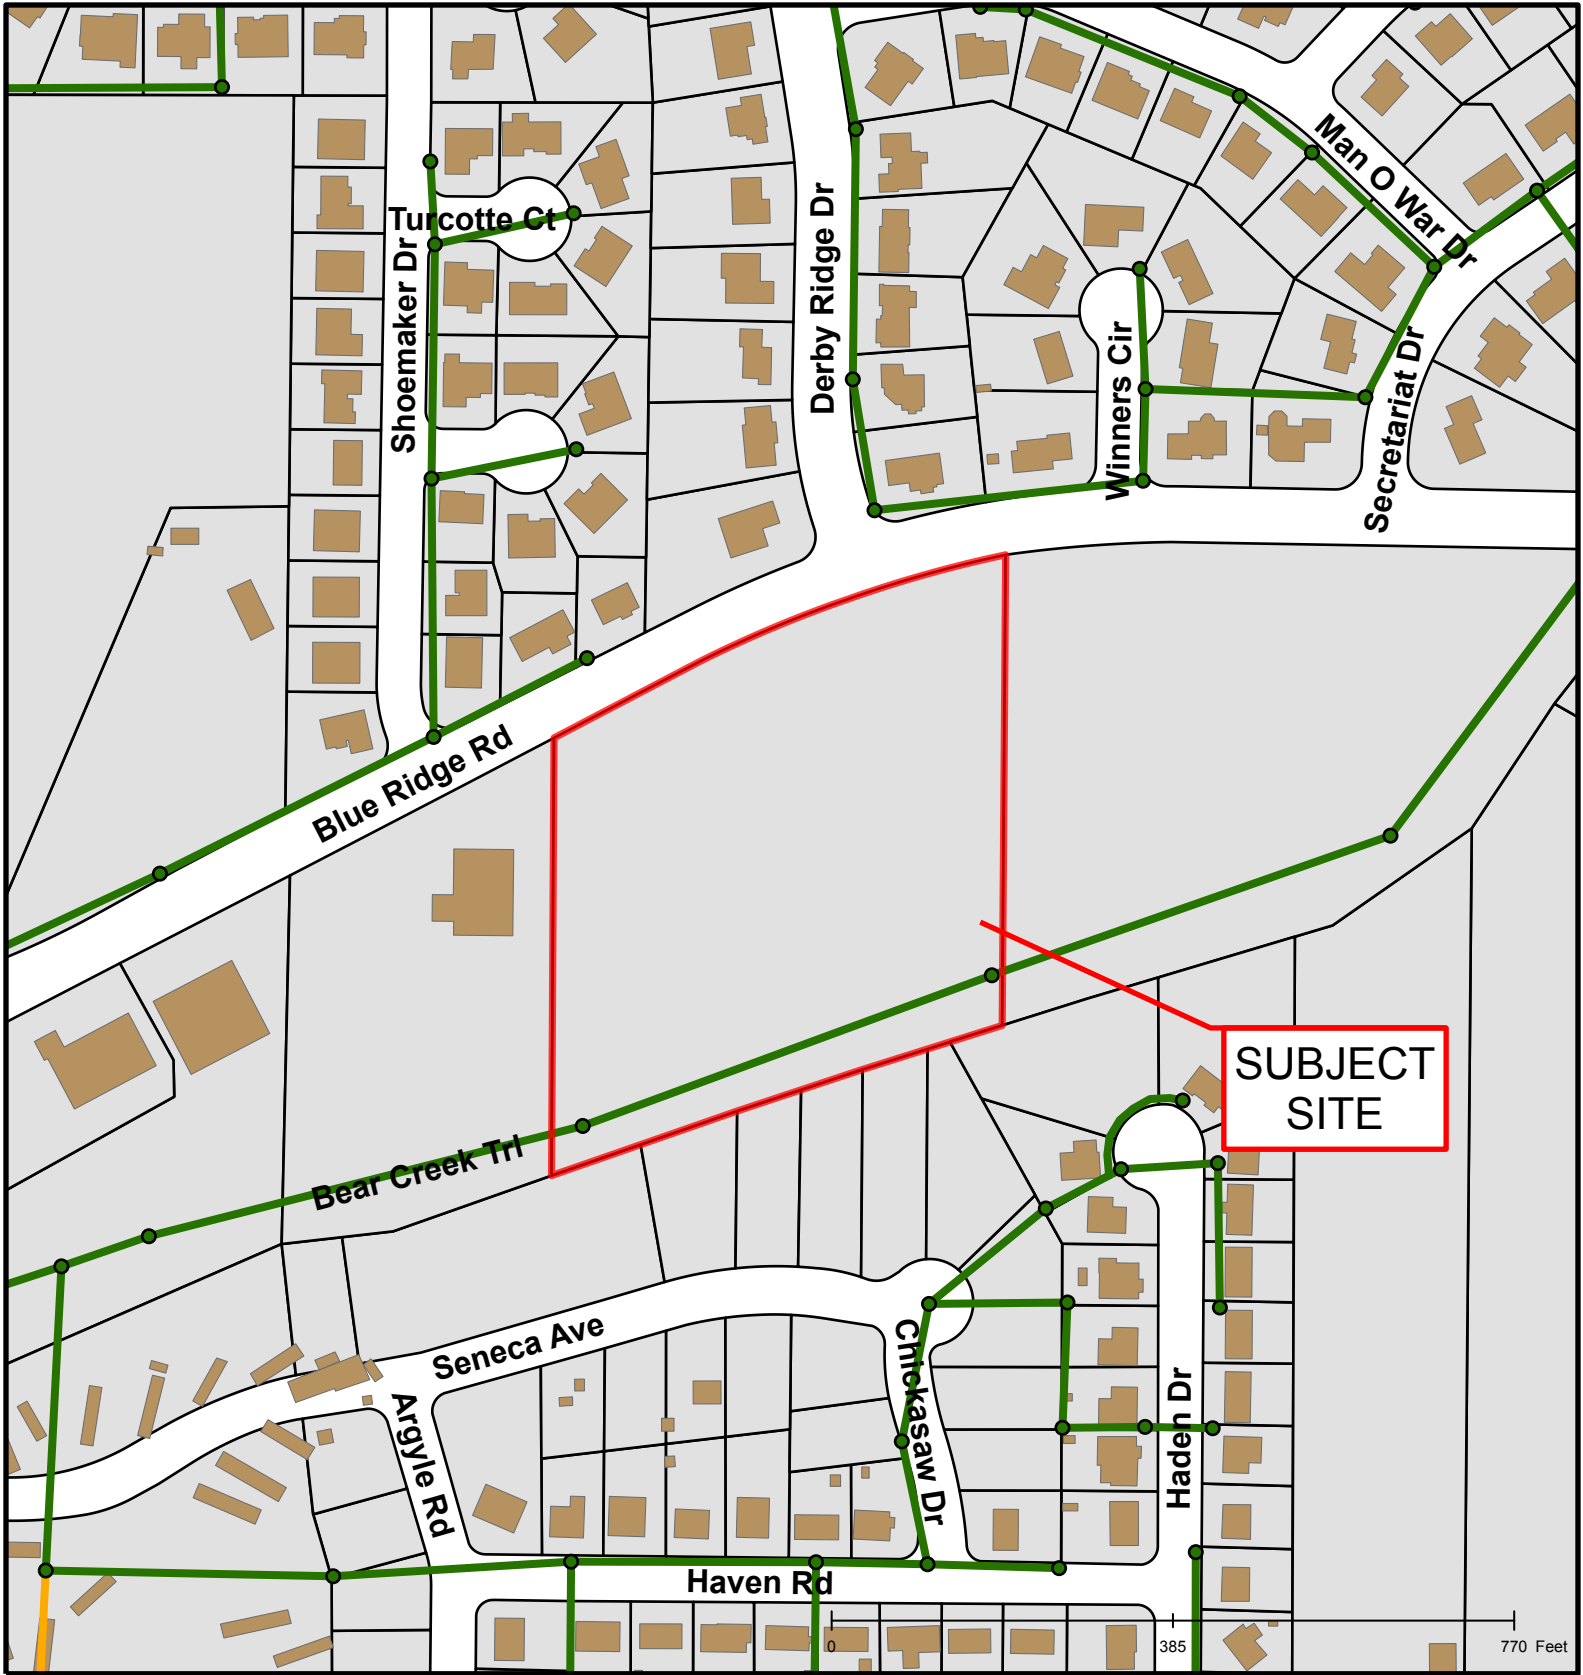 Man O War Dr
Turcotte Ct
Shoemaker Dr
Derby Ridge Dr
Winners Cir
Secretariat Dr
Blue Ridge Rd
SUBJECT
SITE
Bear Creek Trl
Seneca Ave
Chickasaw Dr
Argyle Rd
Haden Dr
Haven Rd
0 385 770 Feet